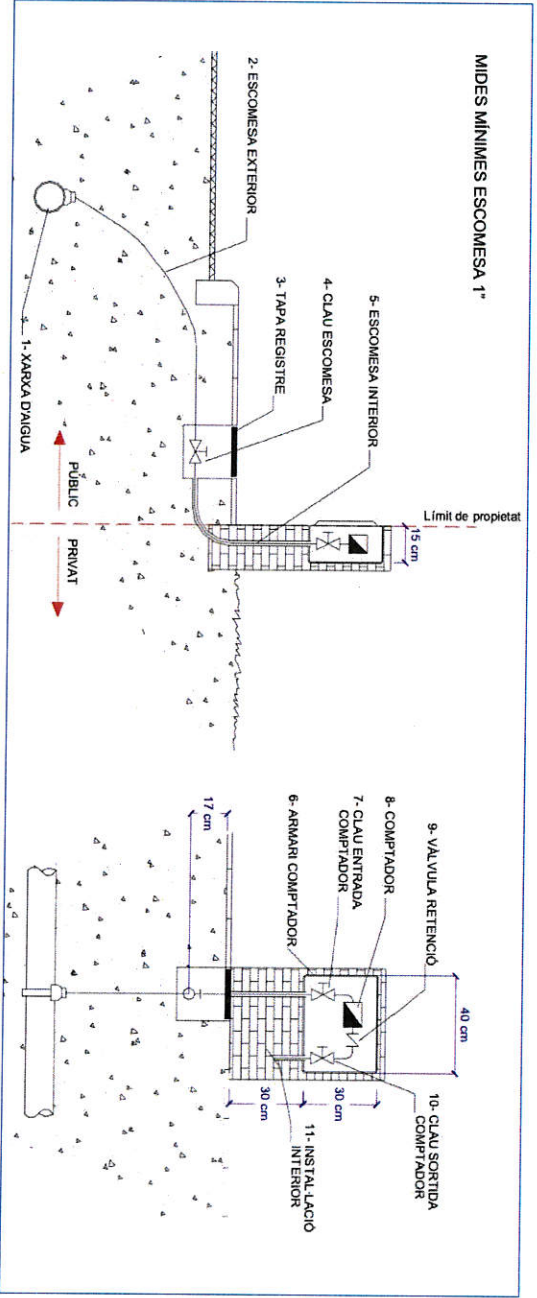 MIDES MÍNIMES ESCOMESA 1"
2- ESCOMESA EXTERIOR
3- TAPA REGISTRE
4- CLAU ESCOMESA
5- ESCOMESA INTERIOR
1- XARXA D'AIGUA
PÚBLIC
PRIVAT
Límit de propietat
15 cm
17 cm
6- ARMARI COMPTADOR
7- CLAU ENTRADA
COMPTADOR
8- COMPTADOR
9- VÀLVULA RETENCIÓ
40 cm
30 cm
30 cm
10- CLAU SORTIDA
COMPTADOR
11- INSTAL·LACIÓ
INTERIOR